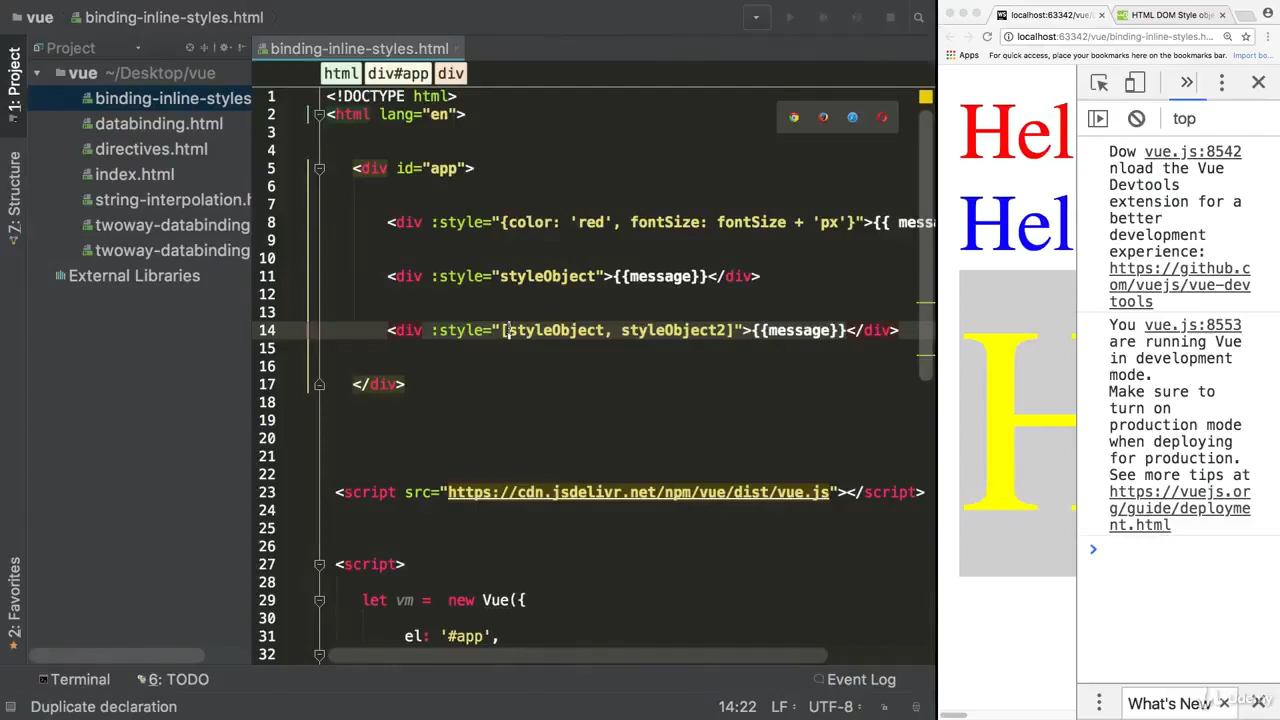 vue
binding-inline-styles.html
Project
vue ~/Desktop/vue
binding-inline-styles
databinding.html
directives.html
index.html
string-interpolation.h
twoway-databinding
twoway-databinding
External Libraries
1: Project
7: Structure
2: Favorites
binding-inline-styles.html
html div#app div
1 <!DOCTYPE html>
2 <html lang="en">
3
4
5 <div id="app">
6
7
8 <div :style="{color: 'red', fontSize: fontSize + 'px'}">{{ mess
9
10
11 <div :style="styleObject">{{message}}</div>
12
13
14 <div :style="[styleObject, styleObject2]">{{message}}</div>
15
16
17 </div>
18
19
20
21
22
23 <script src="https://cdn.jsdelivr.net/npm/vue/dist/vue.js"></script>
24
25
26
27 <script>
28
29 let vm = new Vue({
30
31 el: '#app',
32
Terminal 6: TODO Event Log
Duplicate declaration 14:22 LF UTF-8
localhost:63342/vue/
HTML DOM Style obj
localhost:63342/vue/binding-inline-styles.h...
Apps For quick access, place your bookmarks here on the bookmarks bar. Import bo
Hel
Hel
H
top
Dow vue.js:8542
nload the Vue
Devtools
extension for a
better
development
experience:
https://github.c
om/vuejs/vue-dev
tools
You vue.js:8553
are running Vue
in development
mode.
Make sure to
turn on
production mode
when deploying
for production.
See more tips at
https://vuejs.or
g/guide/deployme
nt.html
What's New
Udemy